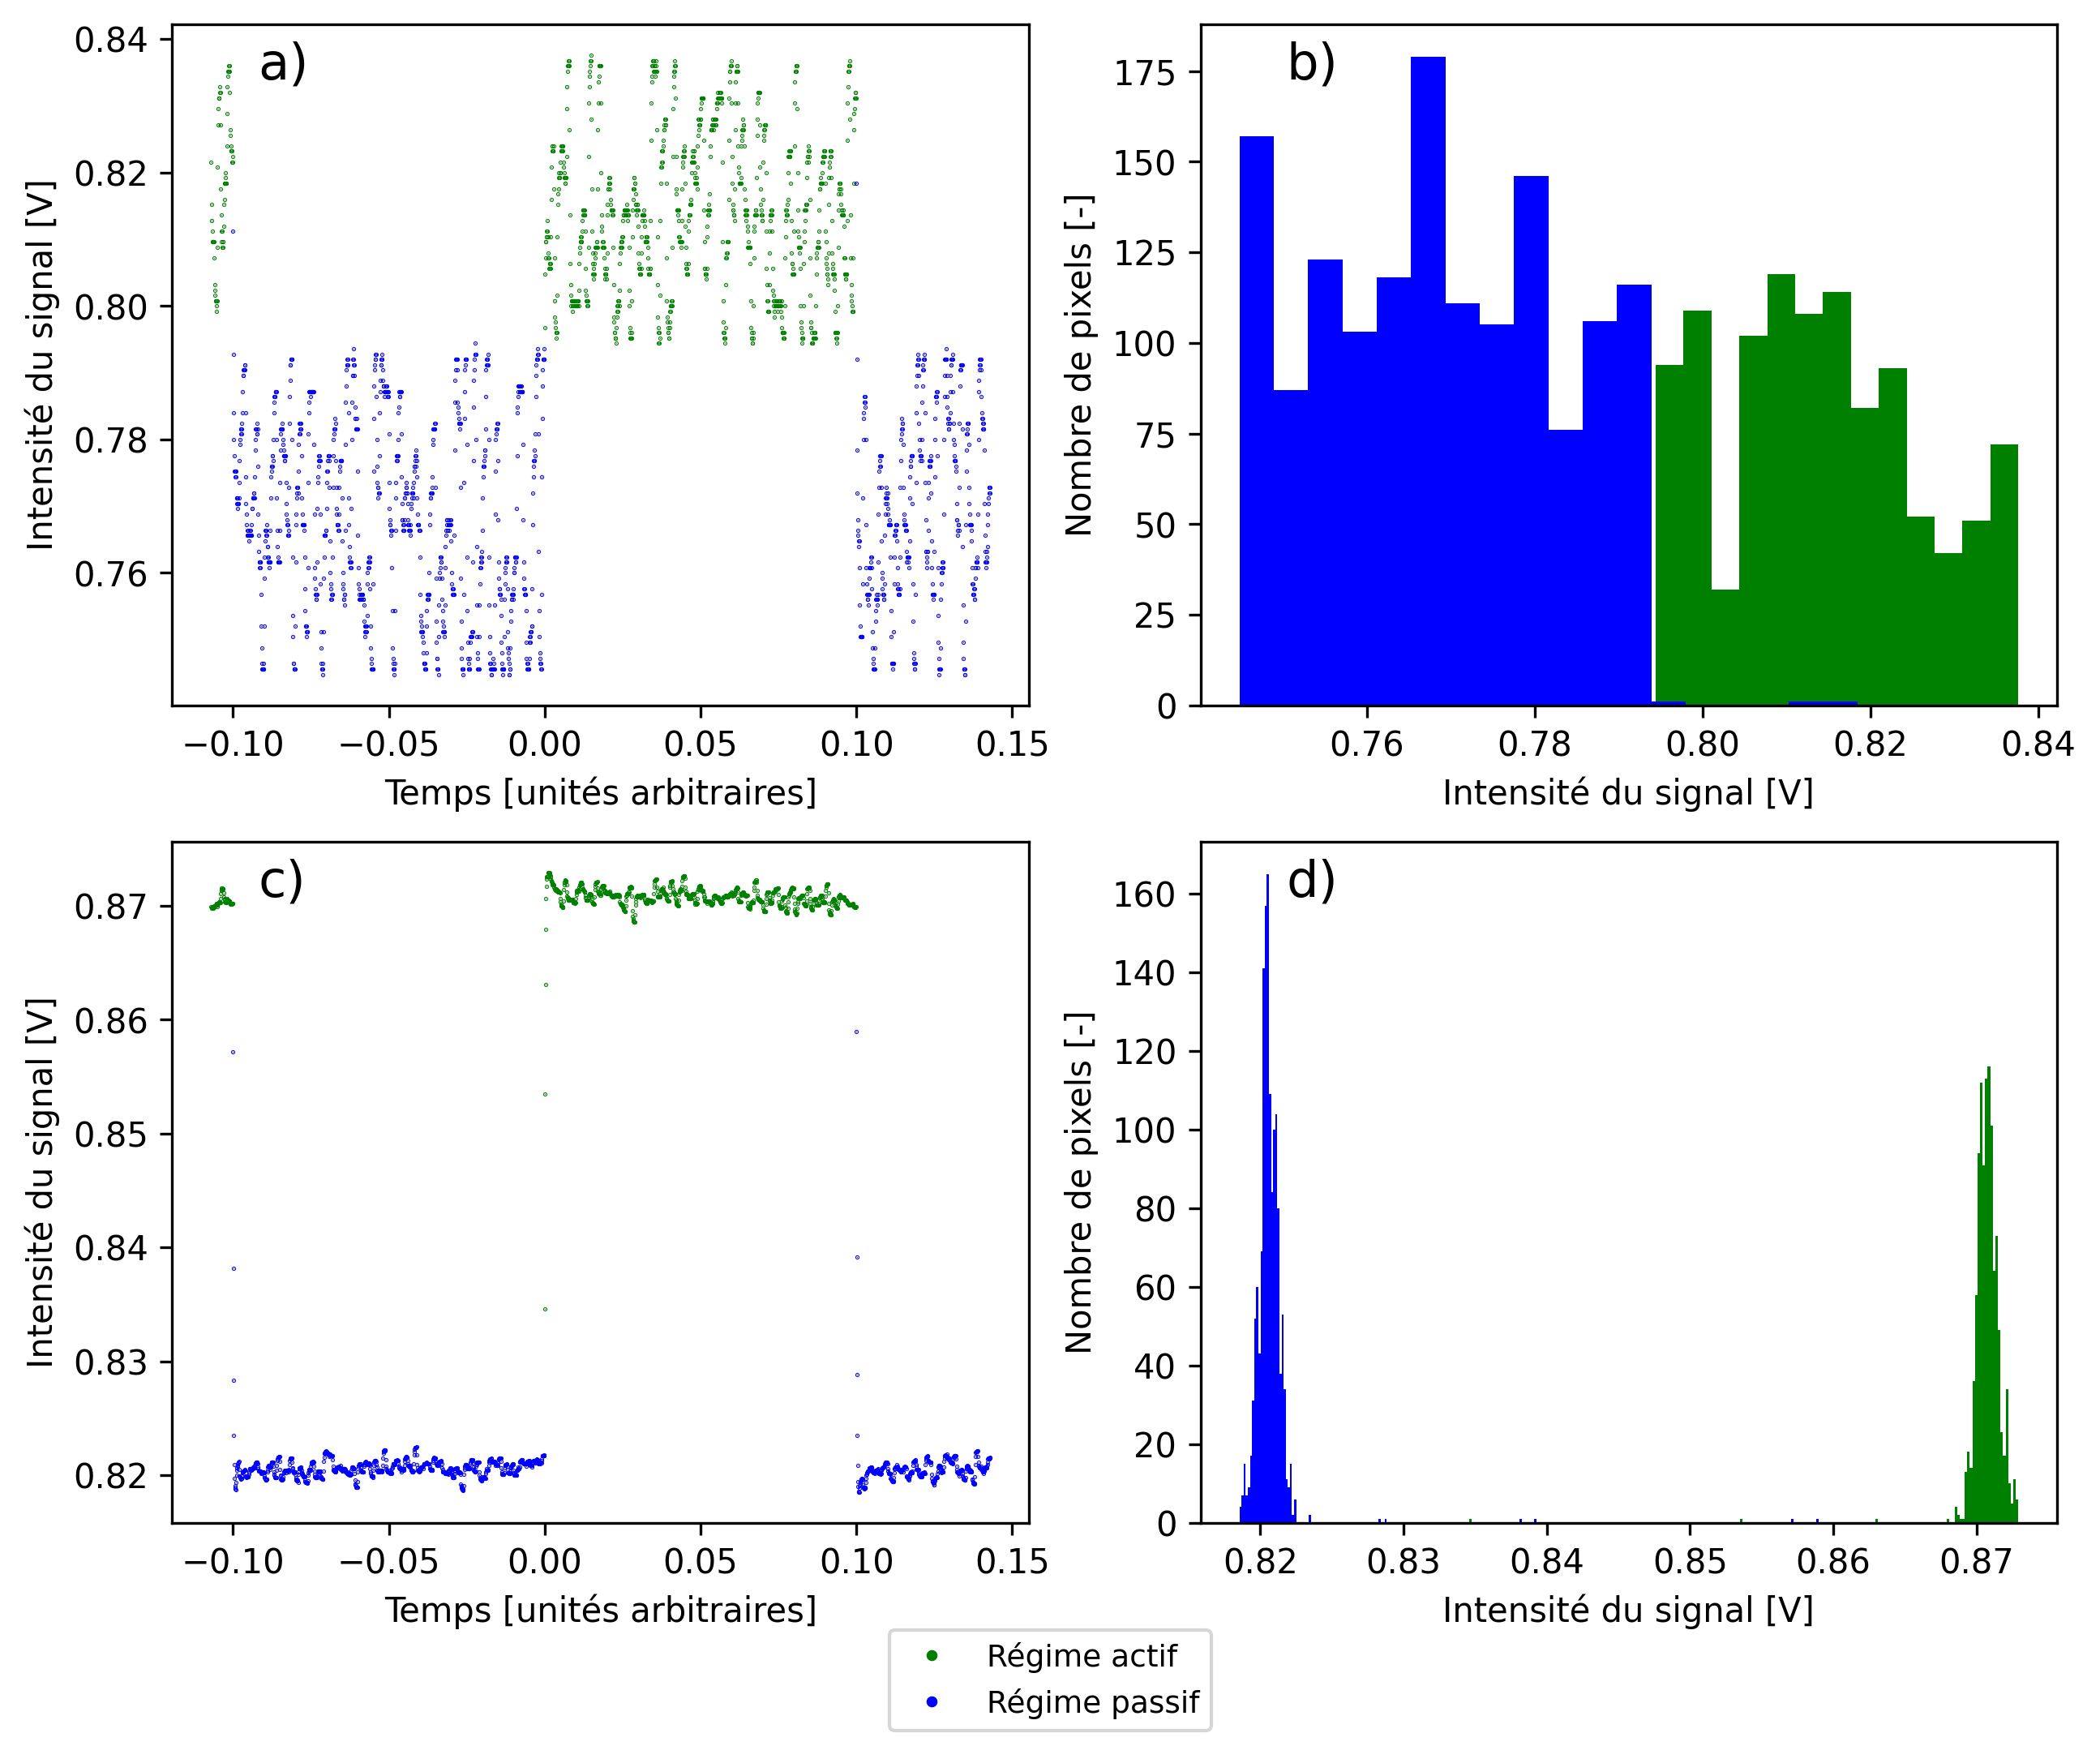 a)
0.84
0.82
0.80
0.78
0.76
Intensité du signal [V]
−0.10 −0.05 0.00 0.05 0.10 0.15
Temps [unités arbitraires]
b)
175
150
125
100
75
50
25
0
Nombre de pixels [-]
0.76 0.78 0.80 0.82 0.84
Intensité du signal [V]
c)
0.87
0.86
0.85
0.84
0.83
0.82
Intensité du signal [V]
−0.10 −0.05 0.00 0.05 0.10 0.15
Temps [unités arbitraires]
d)
160
140
120
100
80
60
40
20
0
Nombre de pixels [-]
0.82 0.83 0.84 0.85 0.86 0.87
Intensité du signal [V]
Régime actif
Régime passif